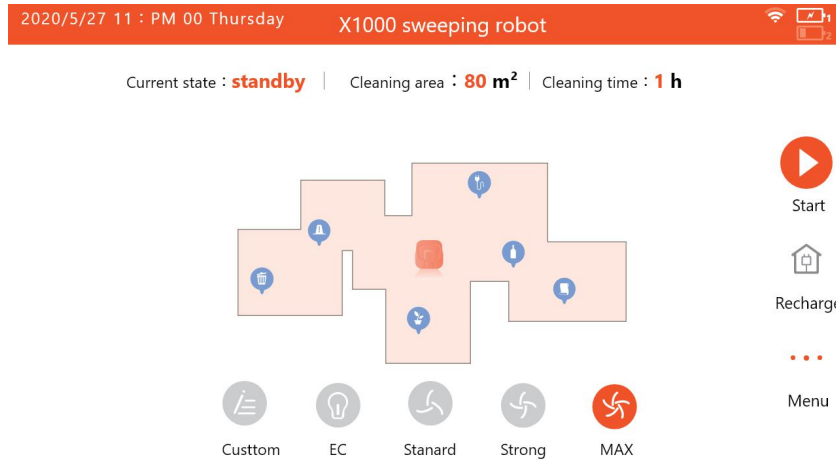 2020/5/27 11：PM 00 Thursday
X1000 sweeping robot
1
2
Current state：standby
Cleaning area：80 m²
Cleaning time：1 h
Start
Recharge
Menu
Custtom
EC
Stanard
Strong
MAX